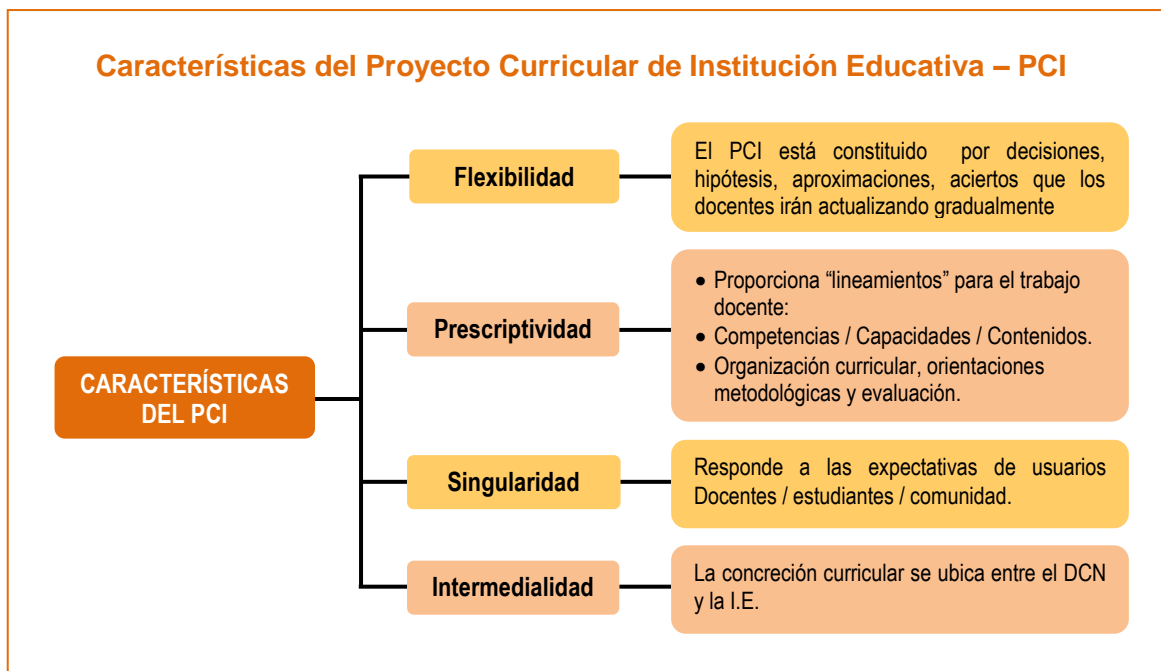 Características del Proyecto Curricular de Institución Educativa – PCI
Flexibilidad
El PCI está constituido por decisiones,
hipótesis, aproximaciones, aciertos que los
docentes irán actualizando gradualmente
Prescriptividad
• Proporciona “lineamientos” para el trabajo
docente:
• Competencias / Capacidades / Contenidos.
• Organización curricular, orientaciones
metodológicas y evaluación.
CARACTERÍSTICAS
DEL PCI
Singularidad
Responde a las expectativas de usuarios
Docentes / estudiantes / comunidad.
Intermedialidad
La concreción curricular se ubica entre el DCN
y la I.E.